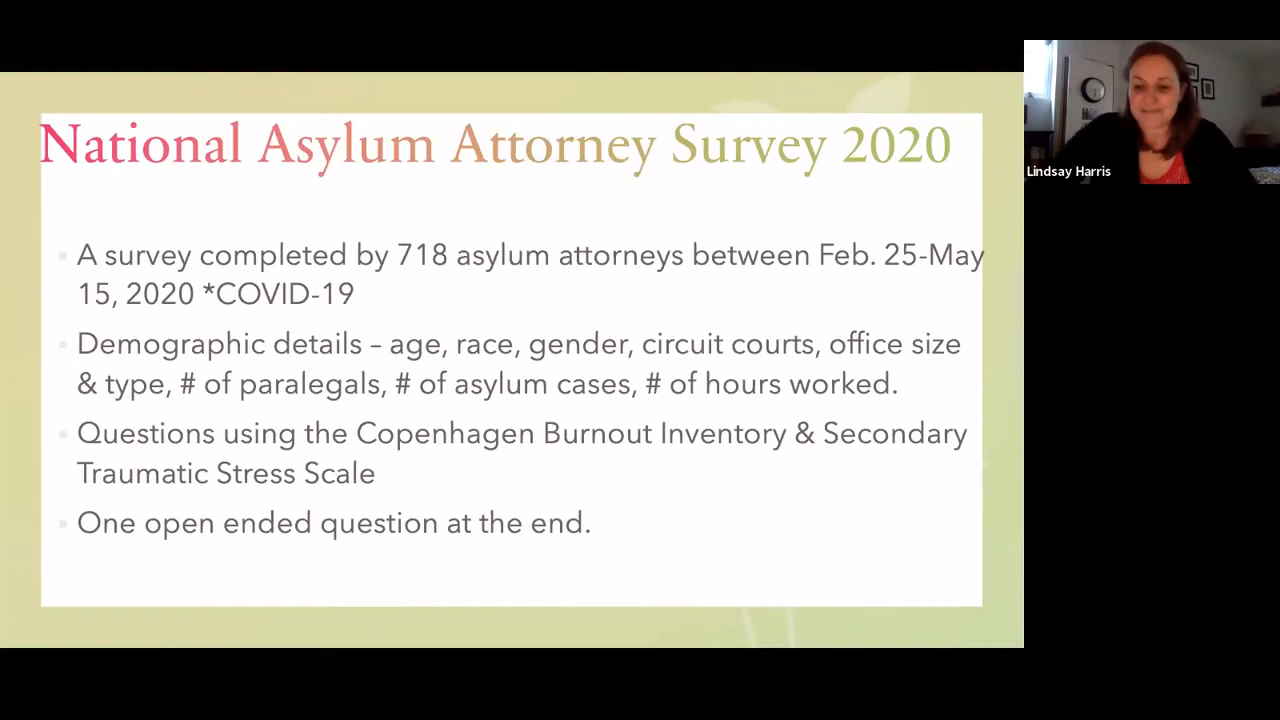 National Asylum Attorney Survey 2020
A survey completed by 718 asylum attorneys between Feb. 25-May
15, 2020 *COVID-19
Demographic details – age, race, gender, circuit courts, office size
& type, # of paralegals, # of asylum cases, # of hours worked.
Questions using the Copenhagen Burnout Inventory & Secondary
Traumatic Stress Scale
One open ended question at the end.
Lindsay Harris